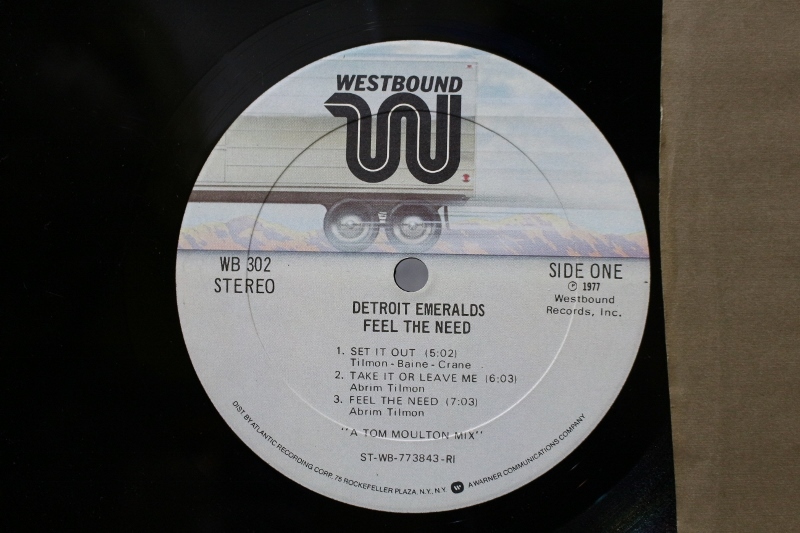 WESTBOUND
W
WB 302
STEREO
SIDE ONE
℗ 1977
Westbound
Records, Inc.
DETROIT EMERALDS
FEEL THE NEED
1. SET IT OUT (5:02)
Tilmon - Baine - Crane
2. TAKE IT OR LEAVE ME (6:03)
Abrim Tilmon
3. FEEL THE NEED (7:03)
Abrim Tilmon
"A TOM MOULTON MIX"
ST-WB-773843-RI
DIST. BY ATLANTIC RECORDING CORP. 75 ROCKEFELLER PLAZA, N.Y., N.Y. A WARNER COMMUNICATIONS COMPANY